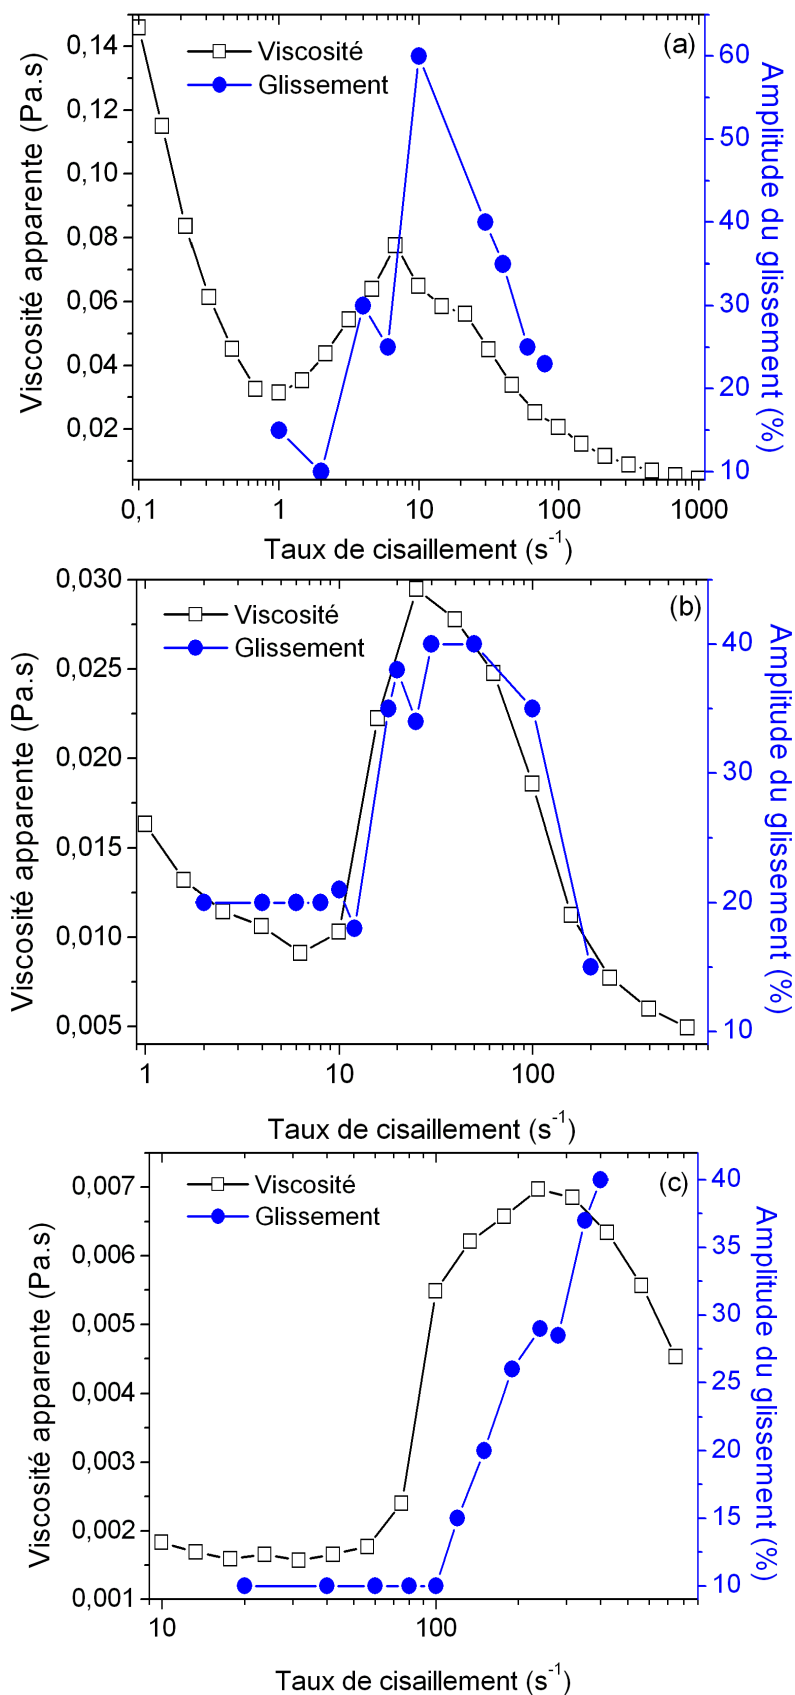 (a)
Viscosité
Glissement
Viscosité apparente (Pa.s)
0,14
0,12
0,10
0,08
0,06
0,04
0,02
60
50
40
30
20
10
Amplitude du glissement (%)
0,1 1 10 100 1000
Taux de cisaillement (s⁻¹)
(b)
Viscosité
Glissement
Viscosité apparente (Pa.s)
0,030
0,025
0,020
0,015
0,010
0,005
40
30
20
10
Amplitude du glissement (%)
1 10 100
Taux de cisaillement (s⁻¹)
(c)
Viscosité
Glissement
Viscosité apparente (Pa.s)
0,007
0,006
0,005
0,004
0,003
0,002
0,001
40
35
30
25
20
15
10
Amplitude du glissement (%)
10 100
Taux de cisaillement (s⁻¹)